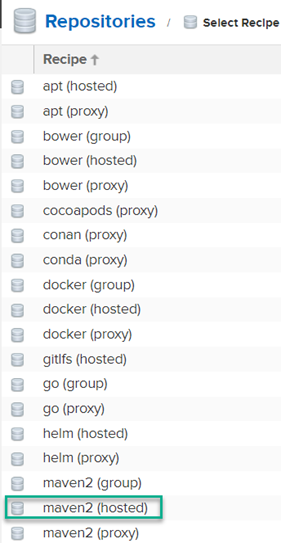 Repositories / Select Recipe
Recipe ↑
apt (hosted)
apt (proxy)
bower (group)
bower (hosted)
bower (proxy)
cocoapods (proxy)
conan (proxy)
conda (proxy)
docker (group)
docker (hosted)
docker (proxy)
gitlfs (hosted)
go (group)
go (proxy)
helm (hosted)
helm (proxy)
maven2 (group)
maven2 (hosted)
maven2 (proxy)